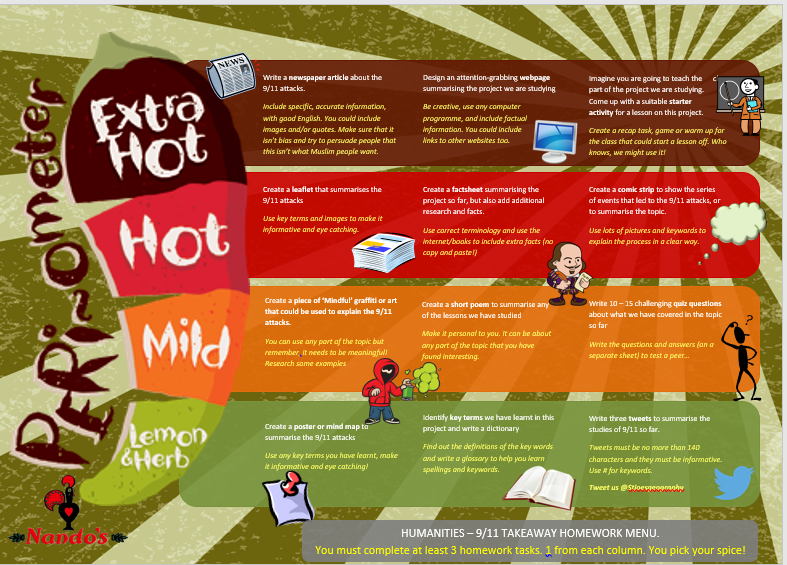 PERi-ometer
Extra
Hot
Hot
Mild
Lemon
&Herb
Nando's
NEWS
Write a newspaper article about the
9/11 attacks.
Include specific, accurate information,
with good English. You could include
images and/or quotes. Make sure that it
isn't bias and try to persuade people that
this isn't what Muslim people want.
Design an attention-grabbing webpage
summarising the project we are studying
Be creative, use any computer
programme, and include factual
information. You could include
links to other websites too.
Imagine you are going to teach the
part of the project we are studying.
Come up with a suitable starter
activity for a lesson on this project.
Create a recap task, game or warm up for
the class that could start a lesson off. Who
knows, we might use it!
Create a leaflet that summarises the
9/11 attacks
Use key terms and images to make it
informative and eye catching.
Create a factsheet summarising the
project so far, but also add additional
research and facts.
Use correct terminology and use the
internet/books to include extra facts (no
copy and paste!)
Create a comic strip to show the series
of events that led to the 9/11 attacks, or
to summarise the topic.
Use lots of pictures and keywords to
explain the process in a clear way.
Create a piece of 'Mindful' graffiti or art
that could be used to explain the 9/11
attacks.
You can use any part of the topic but
remember, it needs to be meaningful!
Research some examples
Create a short poem to summarise any
of the lessons we have studied
Make it personal to you. It can be about
any part of the topic that you have
found interesting.
Write 10 – 15 challenging quiz questions
about what we have covered in the topic
so far
Write the questions and answers (on a
separate sheet) to test a peer...
?
Create a poster or mind map to
summarise the 9/11 attacks
Use any key terms you have learnt, make
it informative and eye catching!
Identify key terms we have learnt in this
project and write a dictionary
Find out the definitions of the key words
and write a glossary to help you learn
spellings and keywords.
Write three tweets to summarise the
studies of 9/11 so far.
Tweets must be no more than 140
characters and they must be informative.
Use # for keywords.
Tweet us @Stjoesgeography
HUMANITIES – 9/11 TAKEAWAY HOMEWORK MENU.
You must complete at least 3 homework tasks. 1 from each column. You pick your spice!